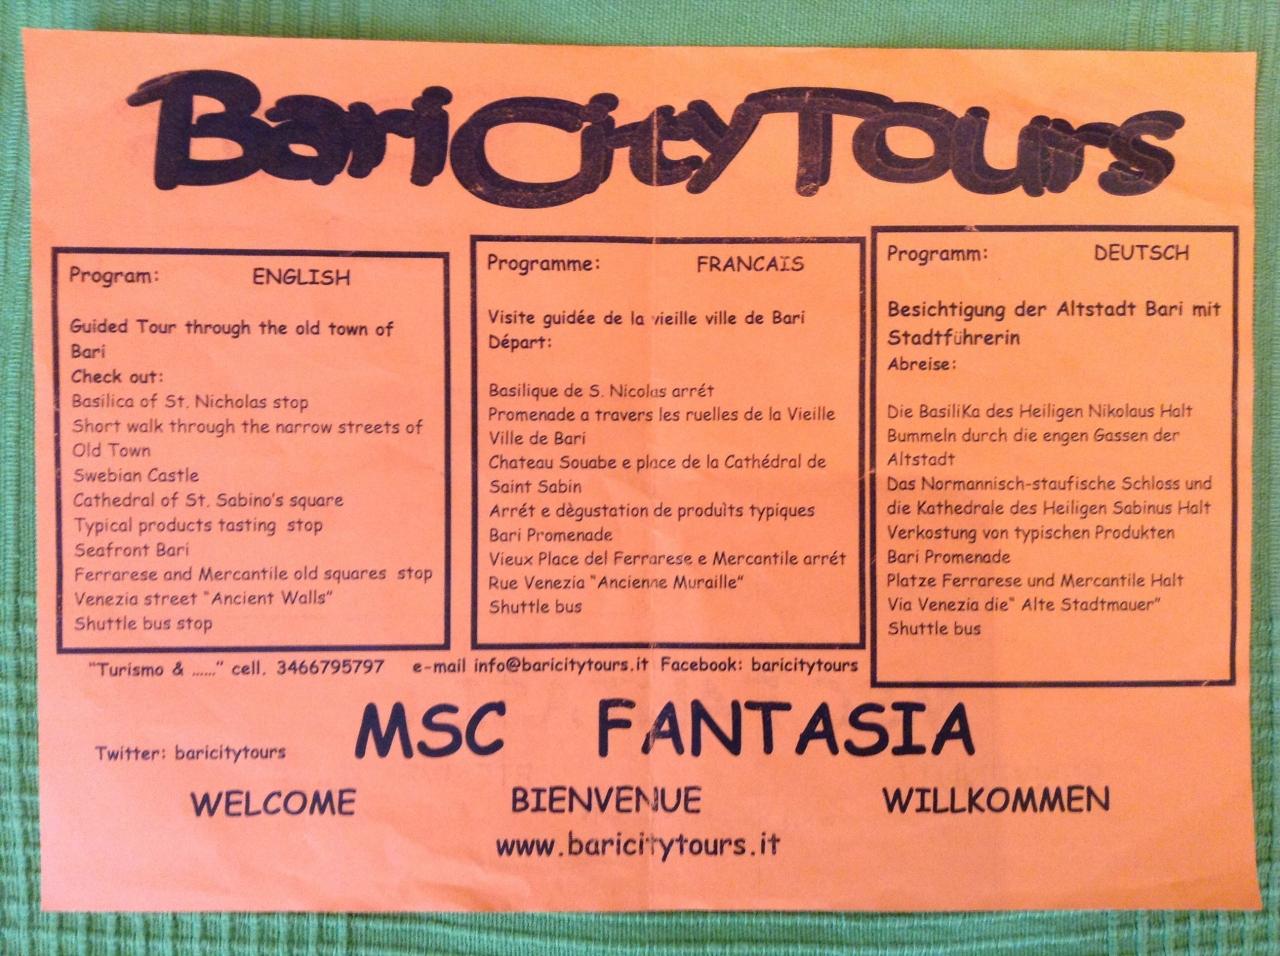 BariCityTours
Program: ENGLISH
Guided Tour through the old town of
Bari
Check out:
Basilica of St. Nicholas stop
Short walk through the narrow streets of
Old Town
Swebian Castle
Cathedral of St. Sabino's square
Typical products tasting stop
Seafront Bari
Ferrarese and Mercantile old squares stop
Venezia street "Ancient Walls"
Shuttle bus stop
Programme: FRANCAIS
Visite guidée de la vieille ville de Bari
Départ:
Basilique de S. Nicolas arrét
Promenade a travers les ruelles de la Vieille
Ville de Bari
Chateau Souabe e place de la Cathédral de
Saint Sabin
Arrét e dègustation de produìts typiques
Bari Promenade
Vieux Place del Ferrarese e Mercantile arrét
Rue Venezia "Ancienne Muraille"
Shuttle bus
Programm: DEUTSCH
Besichtigung der Altstadt Bari mit
Stadtführerin
Abreise:
Die BasiliKa des Heiligen Nikolaus Halt
Bummeln durch die engen Gassen der
Altstadt
Das Normannisch-staufische Schloss und
die Kathedrale des Heiligen Sabinus Halt
Verkostung von typischen Produkten
Bari Promenade
Platze Ferrarese und Mercantile Halt
Via Venezia die" Alte Stadtmauer"
Shuttle bus
"Turismo & ......" cell. 3466795797 e-mail info@baricitytours.it Facebook: baricitytours
MSC FANTASIA
Twitter: baricitytours
WELCOME BIENVENUE WILLKOMMEN
www.baricitytours.it